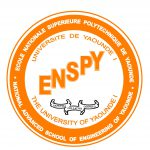 ECOLE NATIONALE SUPERIEURE POLYTECHNIQUE DE YAOUNDE
UNIVERSITE DE YAOUNDE I
ENSPY
THE UNIVERSITY OF YAOUNDE I
NATIONAL ADVANCED SCHOOL OF ENGINEERING OF YAOUNDE